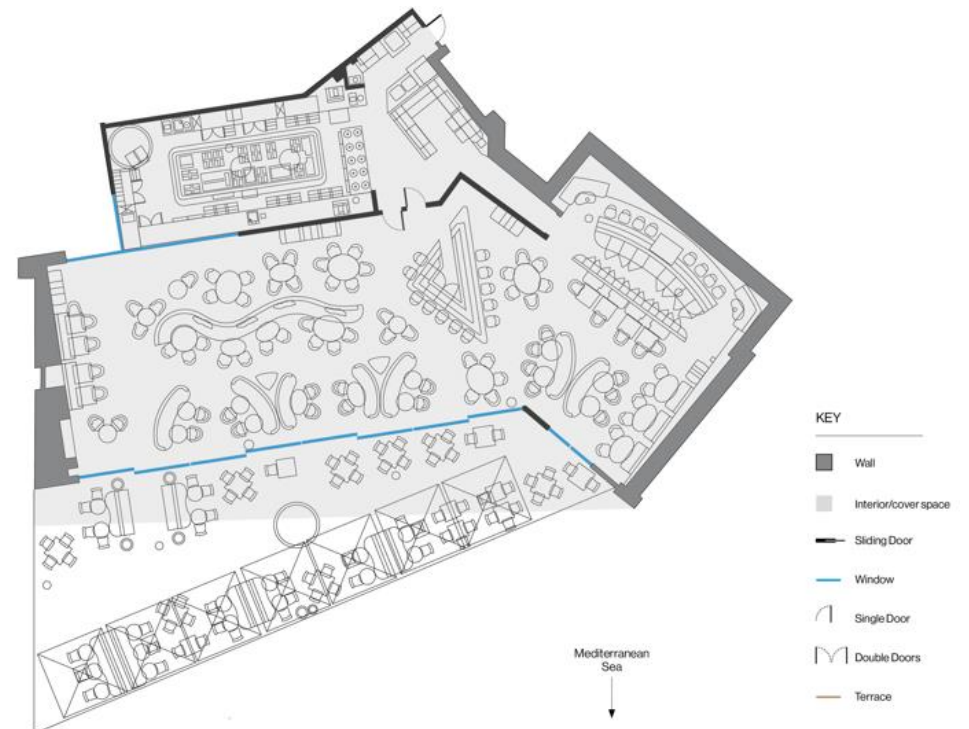 KEY
Wall
Interior/cover space
Sliding Door
Window
Single Door
Double Doors
Terrace
Mediterranean
Sea